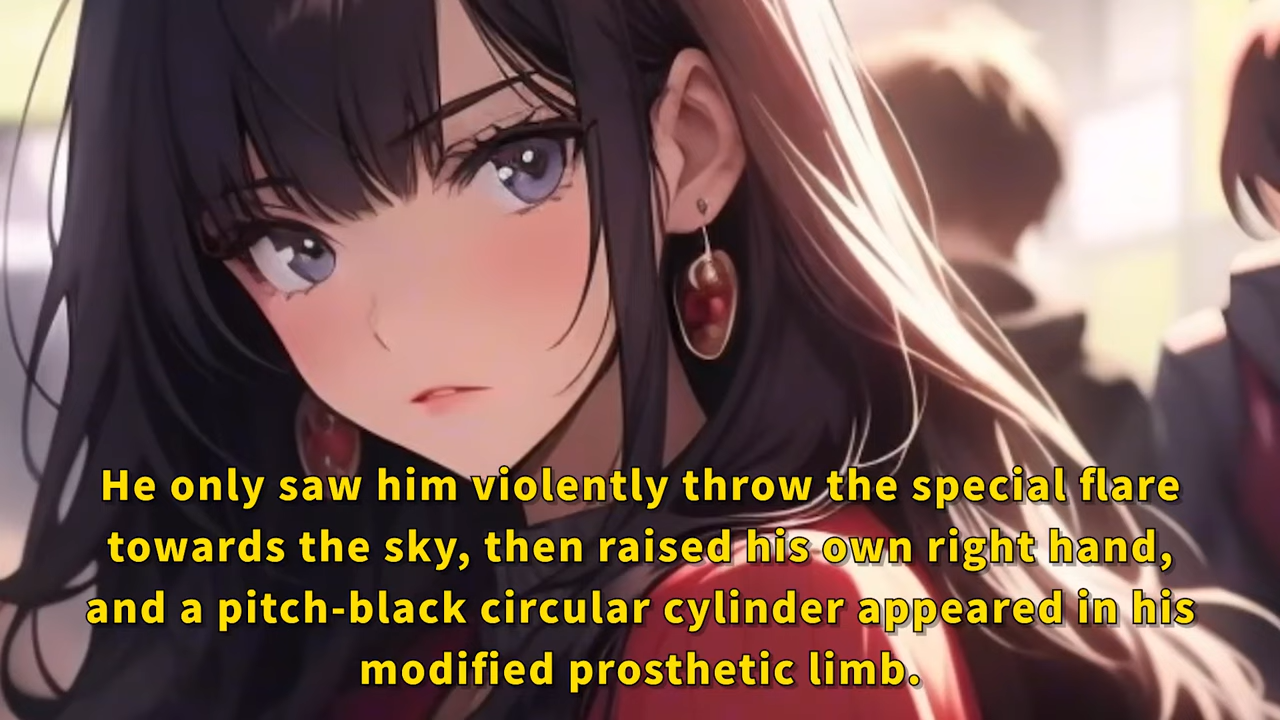 He only saw him violently throw the special flare
towards the sky, then raised his own right hand,
and a pitch-black circular cylinder appeared in his
modified prosthetic limb.